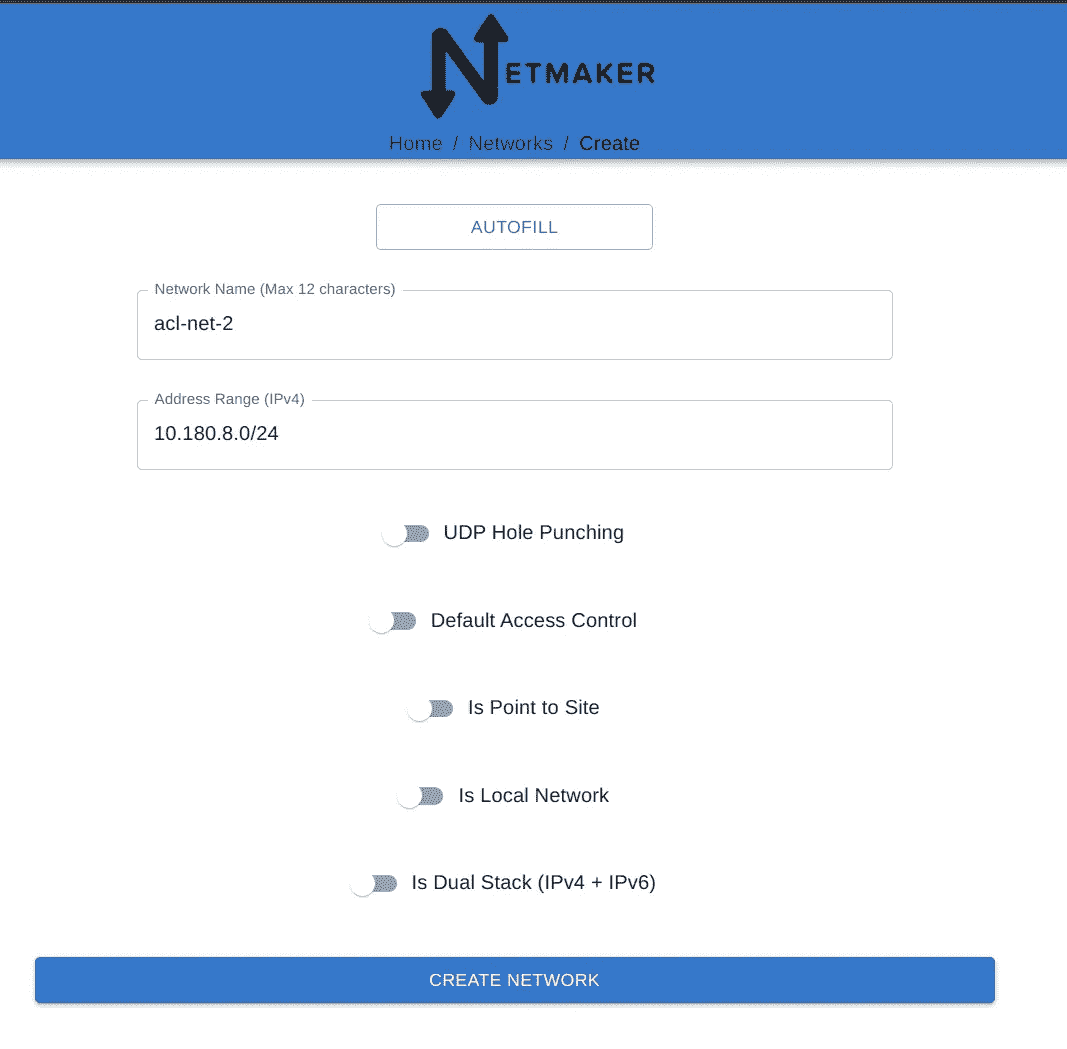 NETMAKER
Home / Networks / Create
AUTOFILL
Network Name (Max 12 characters)
acl-net-2
Address Range (IPv4)
10.180.8.0/24
UDP Hole Punching
Default Access Control
Is Point to Site
Is Local Network
Is Dual Stack (IPv4 + IPv6)
CREATE NETWORK